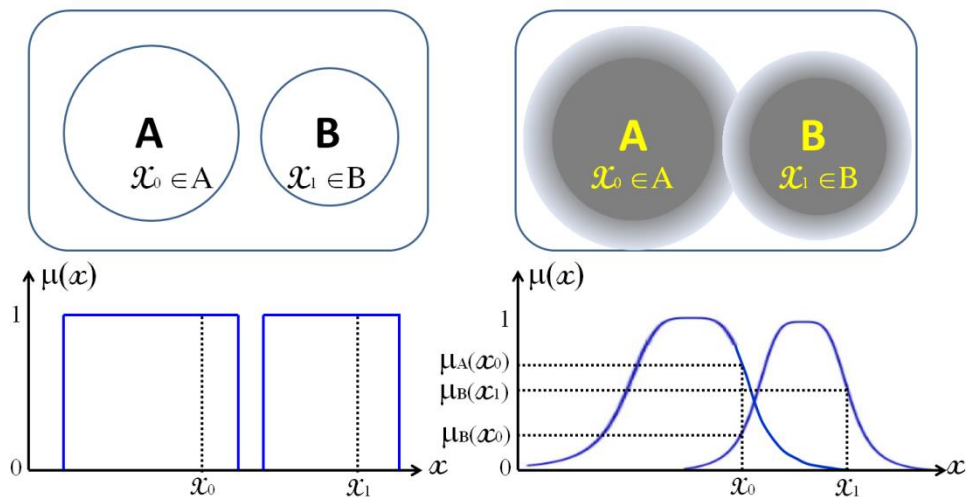 A
x₀ ∈ A
B
x₁ ∈ B
A
x₀ ∈ A
B
x₁ ∈ B
μ(x)
1
0
x₀
x₁
x
μ(x)
1
μA(x₀)
μB(x₁)
μB(x₀)
0
x₀
x₁
x